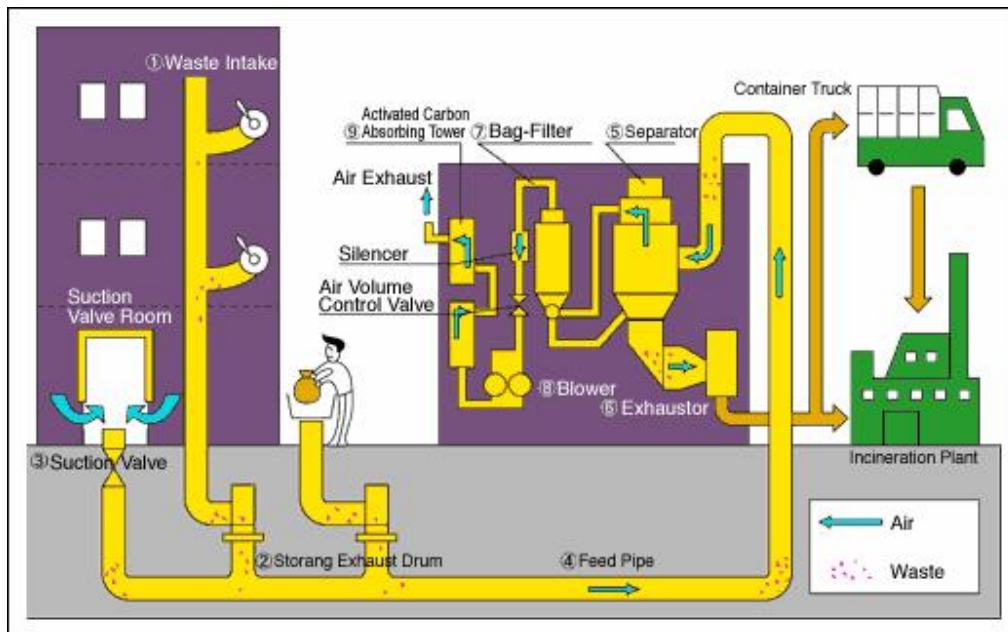 ①Waste Intake
Container Truck
Activated Carbon
⑨Absorbing Tower
⑦Bag-Filter
⑤Separator
Air Exhaust
Silencer
Air Volume
Control Valve
Suction
Valve Room
⑧Blower
⑥Exhaustor
③Suction Valve
Incineration Plant
②Storang Exhaust Drum
④Feed Pipe
Air
Waste